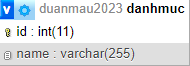 v duanmau2023 danhmuc
id : int(11)
name : varchar(255)